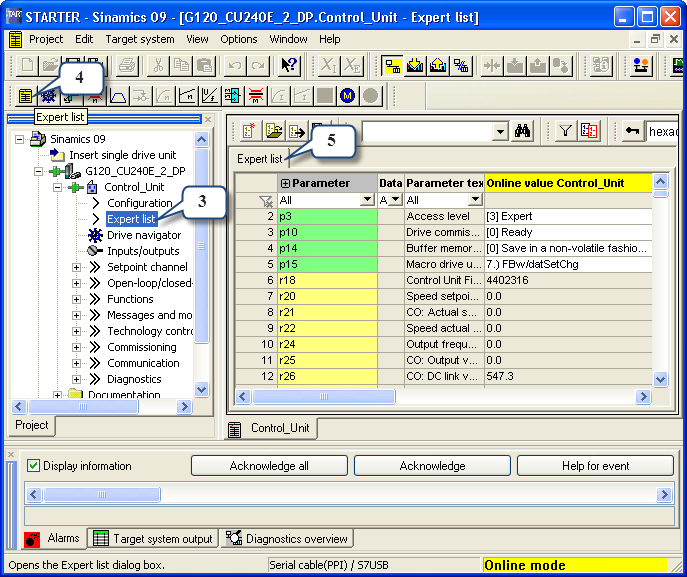 STARTER - Sinamics 09 - [G120_CU240E_2_DP.Control_Unit - Expert list]
Project Edit Target system View Options Window Help
4
Expert list
5
Expert list
hexac
Sinamics 09
Insert single drive unit
G120_CU240E_2_DP
Control_Unit
Configuration
Expert list
3
Drive navigator
Inputs/outputs
Setpoint channel
Open-loop/closed-
Functions
Messages and mo
Technology contro
Commissioning
Communication
Diagnostics
Documentation
Project
Parameter Data Parameter tex Online value Control_Unit
All A All
2 p3 Access level [3] Expert
3 p10 Drive commis... [0] Ready
4 p14 Buffer memor... [0] Save in a non-volatile fashio...
5 p15 Macro drive u... 7.) FBw/datSetChg
6 r18 Control Unit Fi... 4402316
7 r20 Speed setpoi... 0.0
8 r21 CO: Actual s... 0.0
9 r22 Speed actual ... 0.0
10 r24 Output frequ... 0.0
11 r25 CO: Output v... 0.0
12 r26 CO: DC link v... 547.3
Control_Unit
Display information Acknowledge all Acknowledge Help for event
Alarms Target system output Diagnostics overview
Opens the Expert list dialog box. Serial cable(PPI) / S7USB Online mode